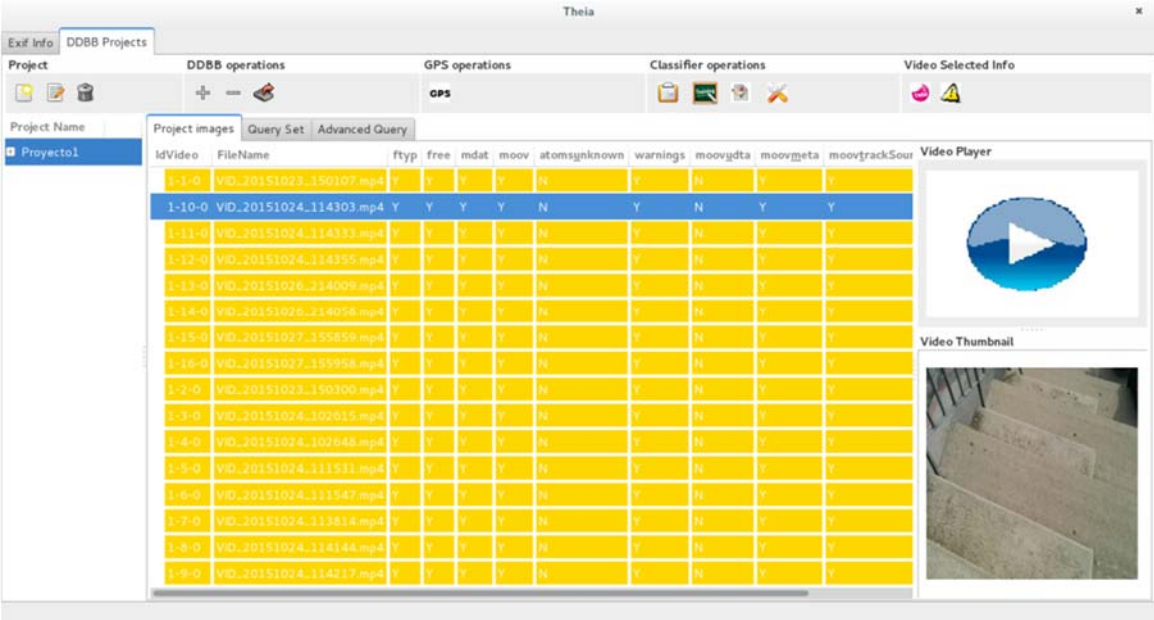 Theia
Exif Info DDBB Projects
Project DDBB operations GPS operations Classifier operations Video Selected Info
GPS
Project Name Project images Query Set Advanced Query
Proyecto1
IdVideo FileName ftyp free mdat moov atomsunknown warnings moovudta moovmeta moovtrackSour Video Player
1-1-0 VID_20151023_150107.mp4 Y Y Y Y N Y N Y Y
1-10-0 VID_20151024_114303.mp4 Y Y Y Y N Y N Y Y
1-11-0 VID_20151024_114333.mp4 Y Y Y Y N Y N Y Y
1-12-0 VID_20151024_114355.mp4 Y Y Y Y N Y N Y Y
1-13-0 VID_20151026_214009.mp4 Y Y Y Y N Y N Y Y
1-14-0 VID_20151026_214058.mp4 Y Y Y Y N Y N Y Y
1-15-0 VID_20151027_155859.mp4 Y Y Y Y N Y N Y Y
Video Thumbnail
1-16-0 VID_20151027_155958.mp4 Y Y Y Y N Y N Y Y
1-2-0 VID_20151023_150300.mp4 Y Y Y Y N Y N Y Y
1-3-0 VID_20151024_102615.mp4 Y Y Y Y N Y N Y Y
1-4-0 VID_20151024_102648.mp4 Y Y Y Y N Y N Y Y
1-5-0 VID_20151024_111531.mp4 Y Y Y Y N Y N Y Y
1-6-0 VID_20151024_111547.mp4 Y Y Y Y N Y N Y Y
1-7-0 VID_20151024_113814.mp4 Y Y Y Y N Y N Y Y
1-8-0 VID_20151024_114144.mp4 Y Y Y Y N Y N Y Y
1-9-0 VID_20151024_114217.mp4 Y Y Y Y N Y N Y Y